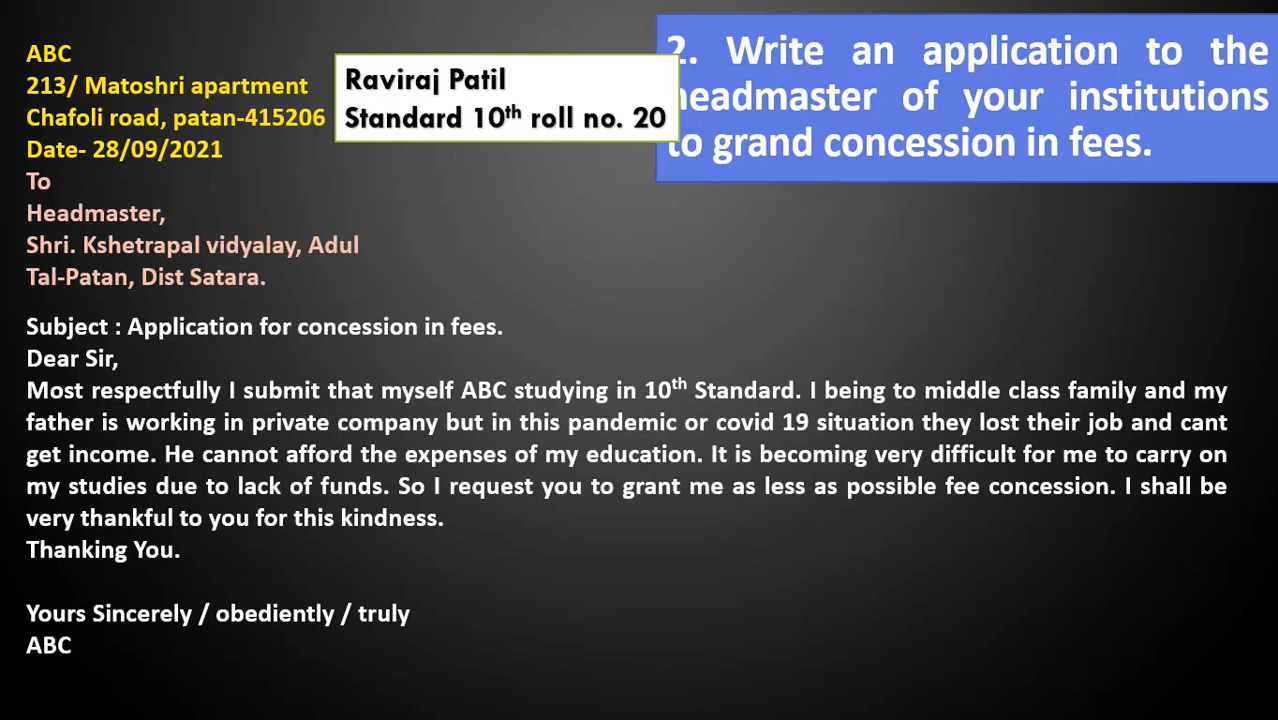 ABC
213/ Matoshri apartment
Chafoli road, patan-415206
Date- 28/09/2021
To
Headmaster,
Shri. Kshetrapal vidyalay, Adul
Tal-Patan, Dist Satara.
Raviraj Patil
Standard 10th roll no. 20
2. Write an application to the
headmaster of your institutions
to grand concession in fees.
Subject : Application for concession in fees.
Dear Sir,
Most respectfully I submit that myself ABC studying in 10th Standard. I being to middle class family and my
father is working in private company but in this pandemic or covid 19 situation they lost their job and cant
get income. He cannot afford the expenses of my education. It is becoming very difficult for me to carry on
my studies due to lack of funds. So I request you to grant me as less as possible fee concession. I shall be
very thankful to you for this kindness.
Thanking You.
Yours Sincerely / obediently / truly
ABC